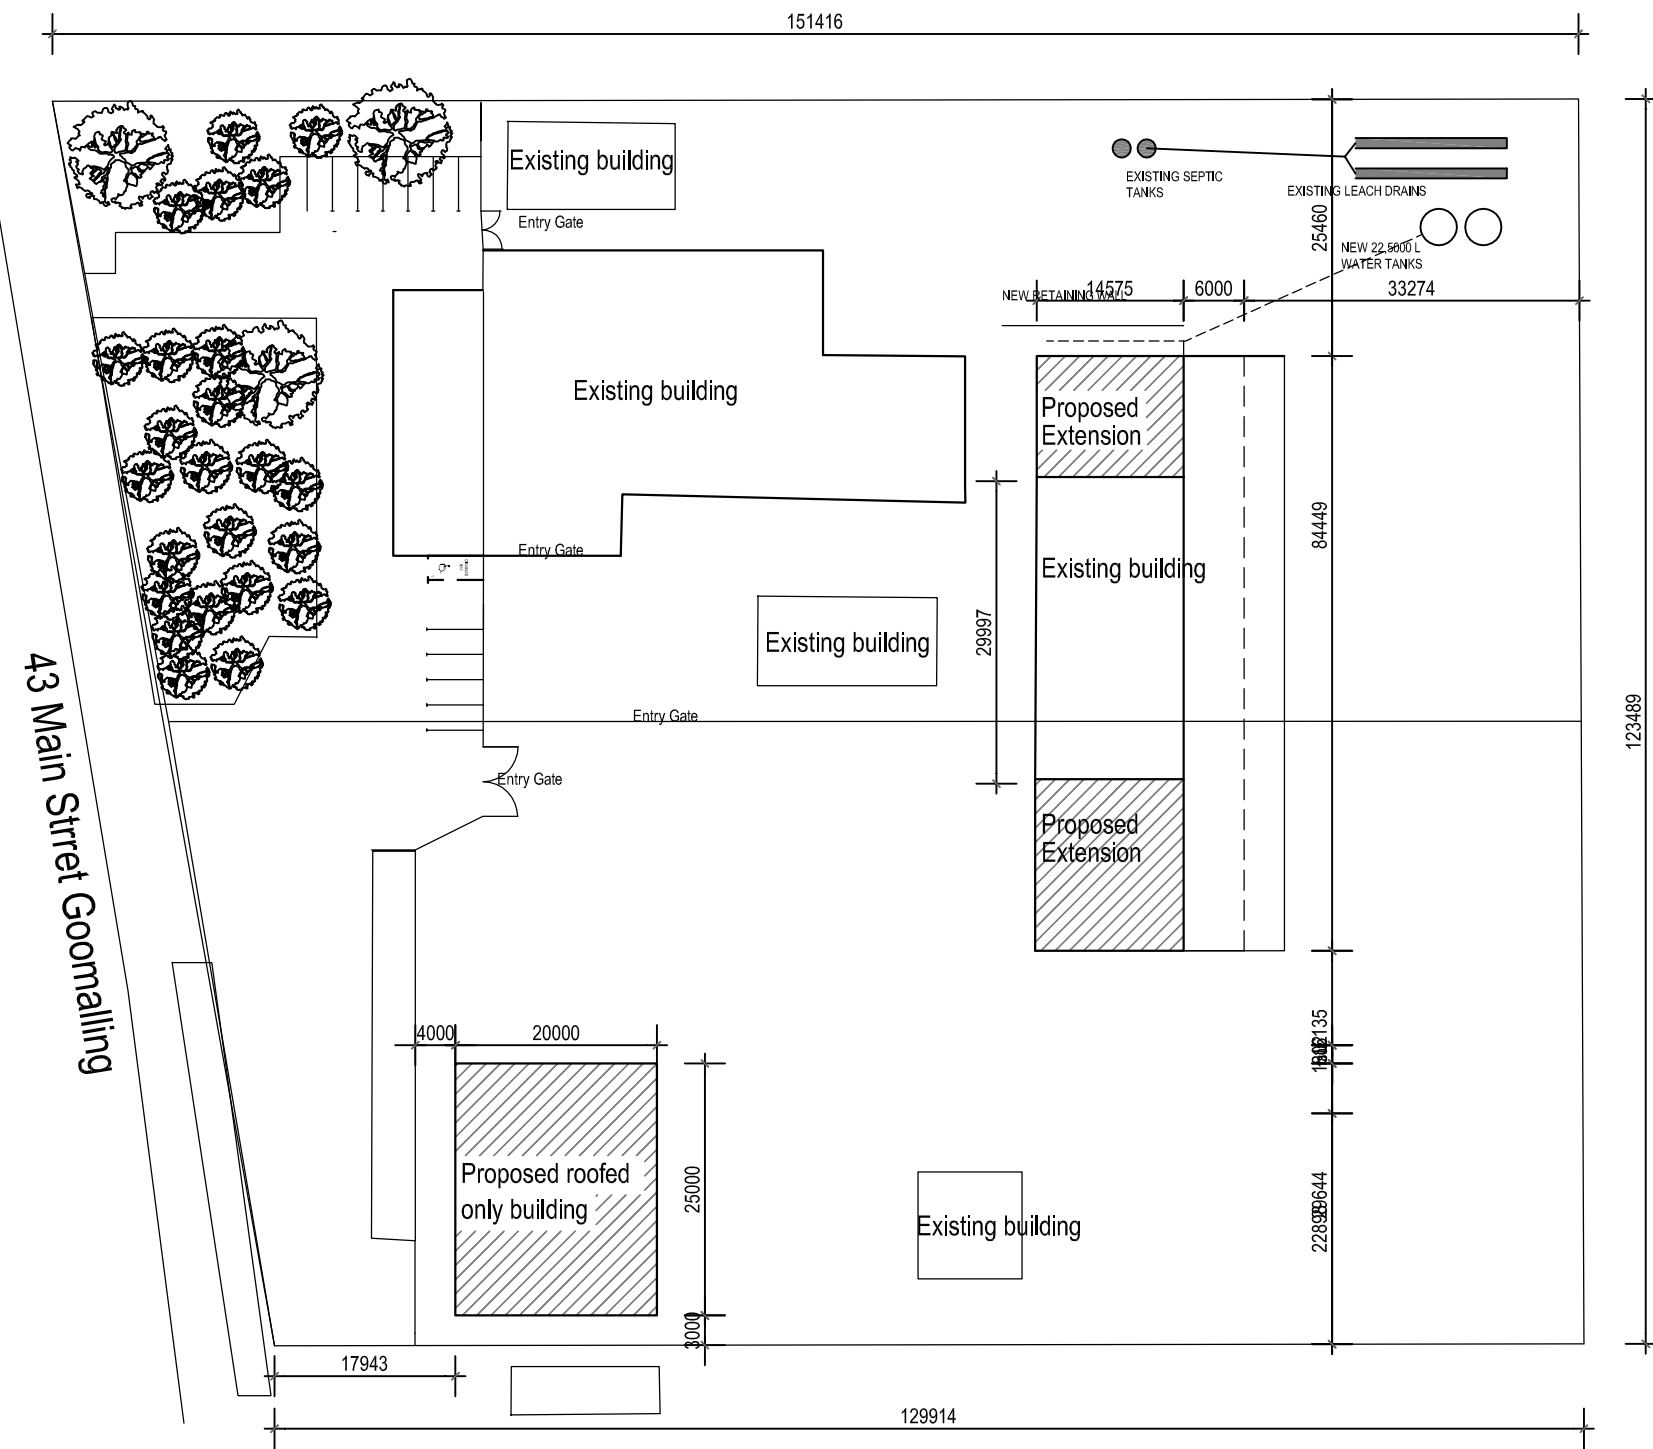 151416
Existing building
EXISTING SEPTIC
TANKS
EXISTING LEACH DRAINS
Entry Gate
25460
NEW 22,5000 L
WATER TANKS
NEW RETAINING WALL
14575
6000
33274
Existing building
Proposed
Extension
84449
Entry Gate
Existing building
29997
Existing building
123489
Entry Gate
Entry Gate
43 Main Strret Goomalling
Proposed
Extension
4000
20000
Proposed roofed
only building
25000
Existing building
3000
17943
129914